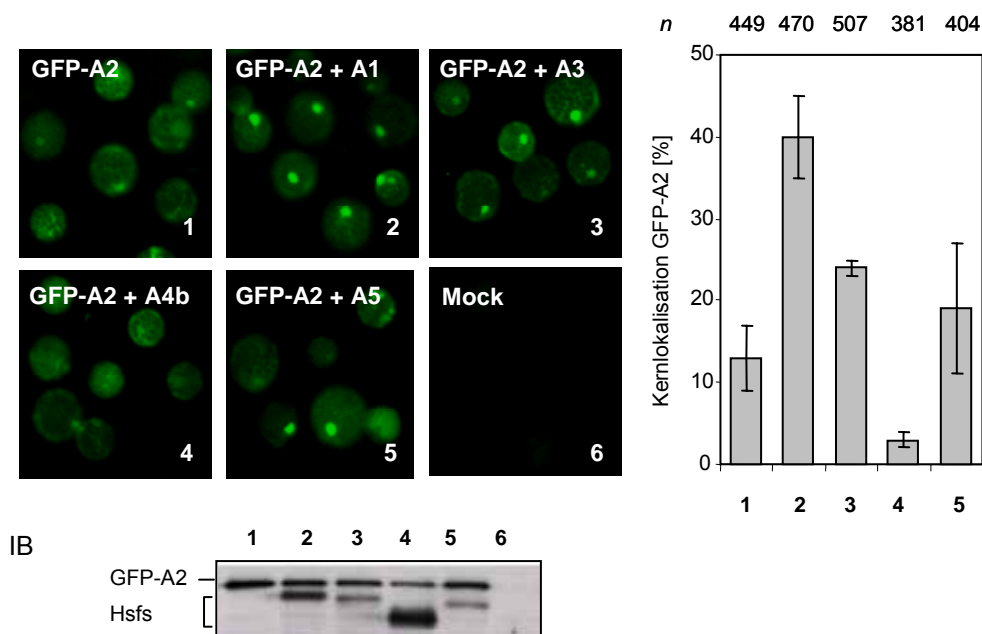 n 449 470 507 381 404
GFP-A2
1
GFP-A2 + A1
2
GFP-A2 + A3
3
GFP-A2 + A4b
4
GFP-A2 + A5
5
Mock
6
Kernlokalisation GFP-A2 [%]
50
40
30
20
10
0
1 2 3 4 5
IB
1 2 3 4 5 6
GFP-A2
Hsfs